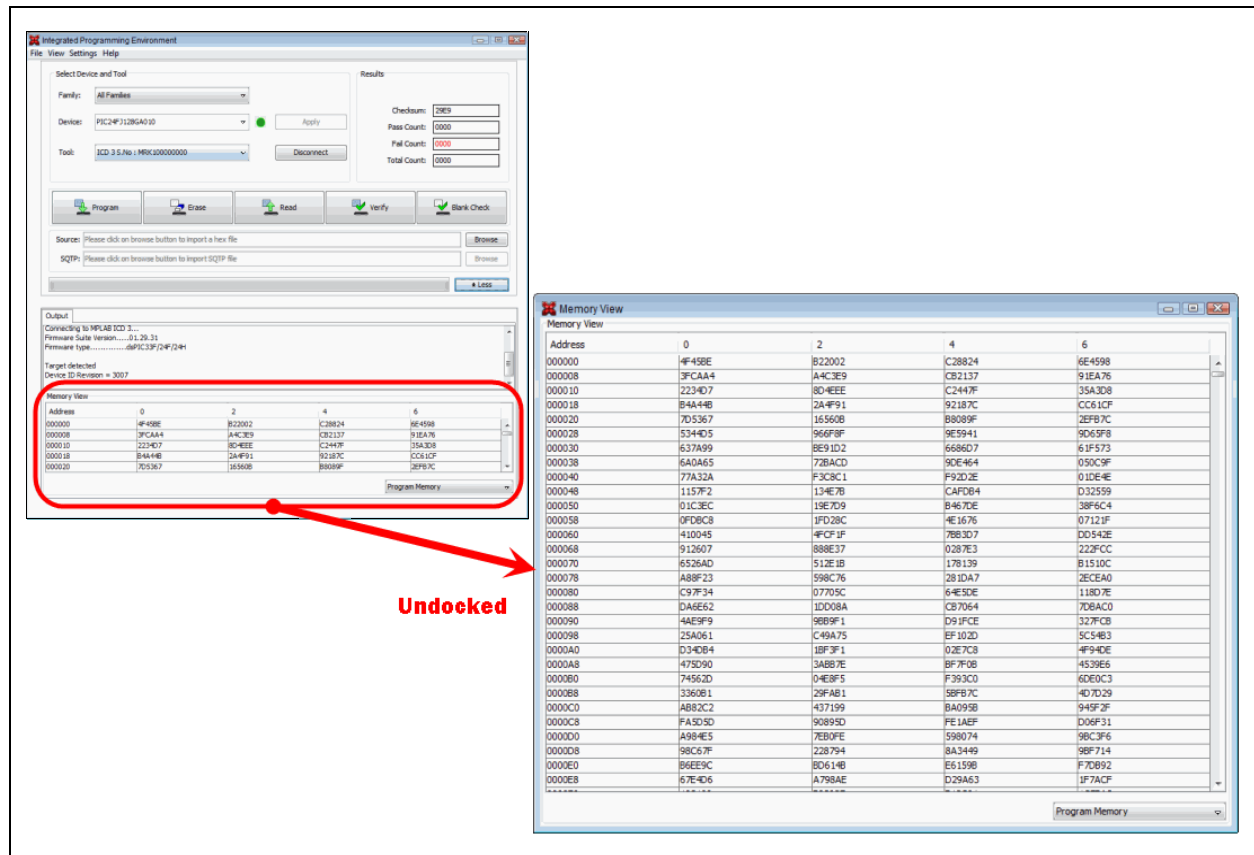 Integrated Programming Environment
File View Settings Help
Select Device and Tool
Results
Family: All Families
Checksum: 29E9
Device: PIC24FJ128GA010 Apply
Pass Count: 0000
Fail Count: 0000
Tool: ICD 3 S.No : MRK100000000 Disconnect
Total Count: 0000
Program Erase Read Verify Blank Check
Source: Please click on browse button to import a hex file Browse
SQTP: Please click on browse button to import SQTP file Browse
Less
Output
Connecting to MPLAB ICD 3...
Firmware Suite Version.....01.29.31
Firmware type..............dsPIC33F/24F/24H
Target detected
Device ID Revision = 3007
Memory View
Address 0 2 4 6
000000 4F45BE B22002 C28824 6E4598
000008 3FCAA4 A4C3E9 CB2137 91EA76
000010 2234D7 8D4EEE C2447F 35A3D8
000018 B4A44B 2A4F91 92187C CC61CF
000020 7D5367 16560B B8089F 2EFB7C
Program Memory
Undocked
Memory View
Memory View
Address 0 2 4 6
000000 4F45BE B22002 C28824 6E4598
000008 3FCAA4 A4C3E9 CB2137 91EA76
000010 2234D7 8D4EEE C2447F 35A3D8
000018 B4A44B 2A4F91 92187C CC61CF
000020 7D5367 16560B B8089F 2EFB7C
000028 5344D5 966F8F 9E5941 9D65F8
000030 637A99 BE91D2 6686D7 61F573
000038 6A0A65 72BACD 9DE464 050C9F
000040 77A32A F3C8C1 F92D2E 01DE4E
000048 1157F2 134E7B CAFDB4 D32559
000050 01C3EC 19E7D9 B467DE 38F6C4
000058 0FDBC8 1FD28C 4E1676 07121F
000060 410045 4FCF1F 7BB3D7 DD542E
000068 912607 888E37 0287E3 222FCC
000070 6526AD 512E1B 178139 B1510C
000078 A88F23 598C76 281DA7 2ECEA0
000080 C97F34 07705C 64E5DE 118D7E
000088 DA6E62 1DD08A CB7064 7DBAC0
000090 4AE9F9 9BB9F1 D91FCE 327FCB
000098 25A061 C49A75 EF102D 5C54B3
0000A0 D34DB4 1BF3F1 02E7C8 4F94DE
0000A8 475D90 3ABB7E BF7F0B 4539E6
0000B0 74562D 04E8F5 F393C0 6DE0C3
0000B8 3360B1 29FAB1 5BFB7C 4D7D29
0000C0 AB82C2 437199 BA095B 945F2F
0000C8 FA5D5D 90895D FE1AEF D06F31
0000D0 A984E5 7EB0FE 598074 9BC3F6
0000D8 98C67F 228794 8A3449 9BF714
0000E0 B6EE9C BD614B E6159B F7DB92
0000E8 67E4D6 A798AE D29A63 1F7ACF
Program Memory